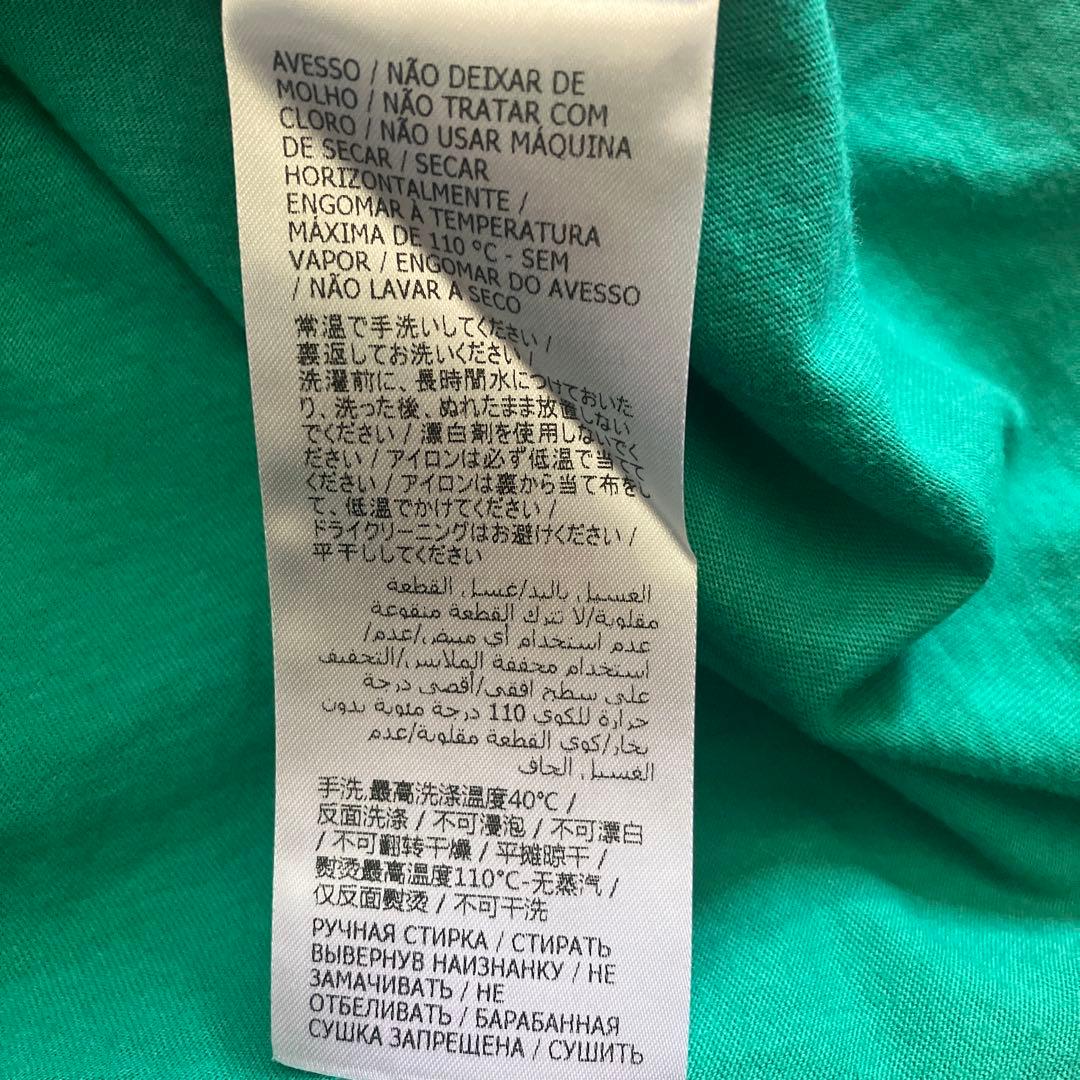 AVESSO / NÃO DEIXAR DE
MOLHO / NÃO TRATAR COM
CLORO / NÃO USAR MÁQUINA
DE SECAR / SECAR
HORIZONTALMENTE /
ENGOMAR À TEMPERATURA
MÁXIMA DE 110 °C - SEM
VAPOR / ENGOMAR DO AVESSO
/ NÃO LAVAR A SECO
常温で手洗いしてください /
裏返してお洗いください /
洗濯前に、長時間水につけておいた
り、洗った後、ぬれたまま放置しない
でください / 漂白剤を使用しないでく
ださい / アイロンは必ず低温で当て
ください / アイロンは裏から当て布をし
て、低温でかけてください /
ドライクリーニングはお避けください /
平干ししてください
الغسيل باليد/غسل القطعة
مقلوبة/لا تترك القطعة منقوعة
عدم استخدام أي مبيض/عدم/
استخدام مجففة الملابس/التجفيف
على سطح افقي/أقصى درجة
حرارة للكوي 110 درجة مئوية بدون
بخار/كوي القطعة مقلوبة/عدم
الغسيل الجاف
手洗,最高洗涤温度40℃ /
反面洗涤 / 不可浸泡 / 不可漂白
/ 不可翻转干燥 / 平摊晾干 /
熨烫最高温度110℃-无蒸汽 /
仅反面熨烫 / 不可干洗
РУЧНАЯ СТИРКА / СТИРАТЬ
ВЫВЕРНУВ НАИЗНАНКУ / НЕ
ЗАМАЧИВАТЬ / НЕ
ОТБЕЛИВАТЬ / БАРАБАННАЯ
СУШКА ЗАПРЕЩЕНА / СУШИТЬ